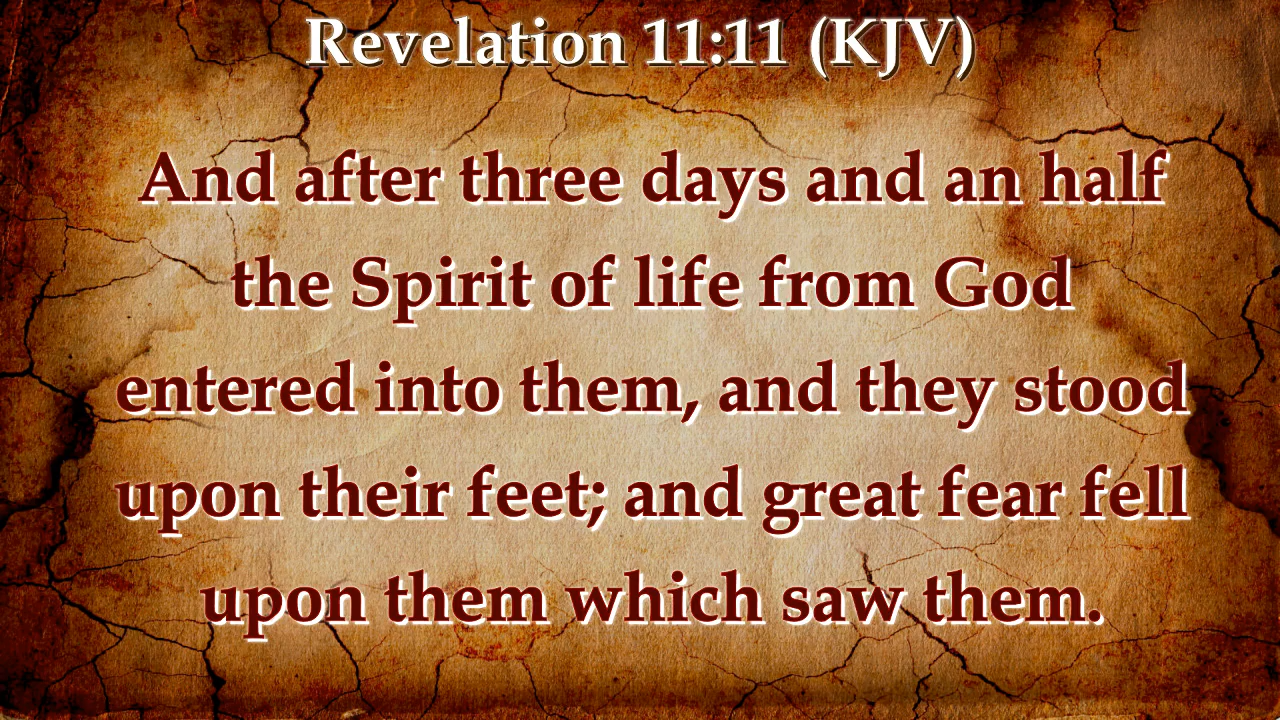 Revelation 11:11 (KJV)
And after three days and an half
the Spirit of life from God
entered into them, and they stood
upon their feet; and great fear fell
upon them which saw them.